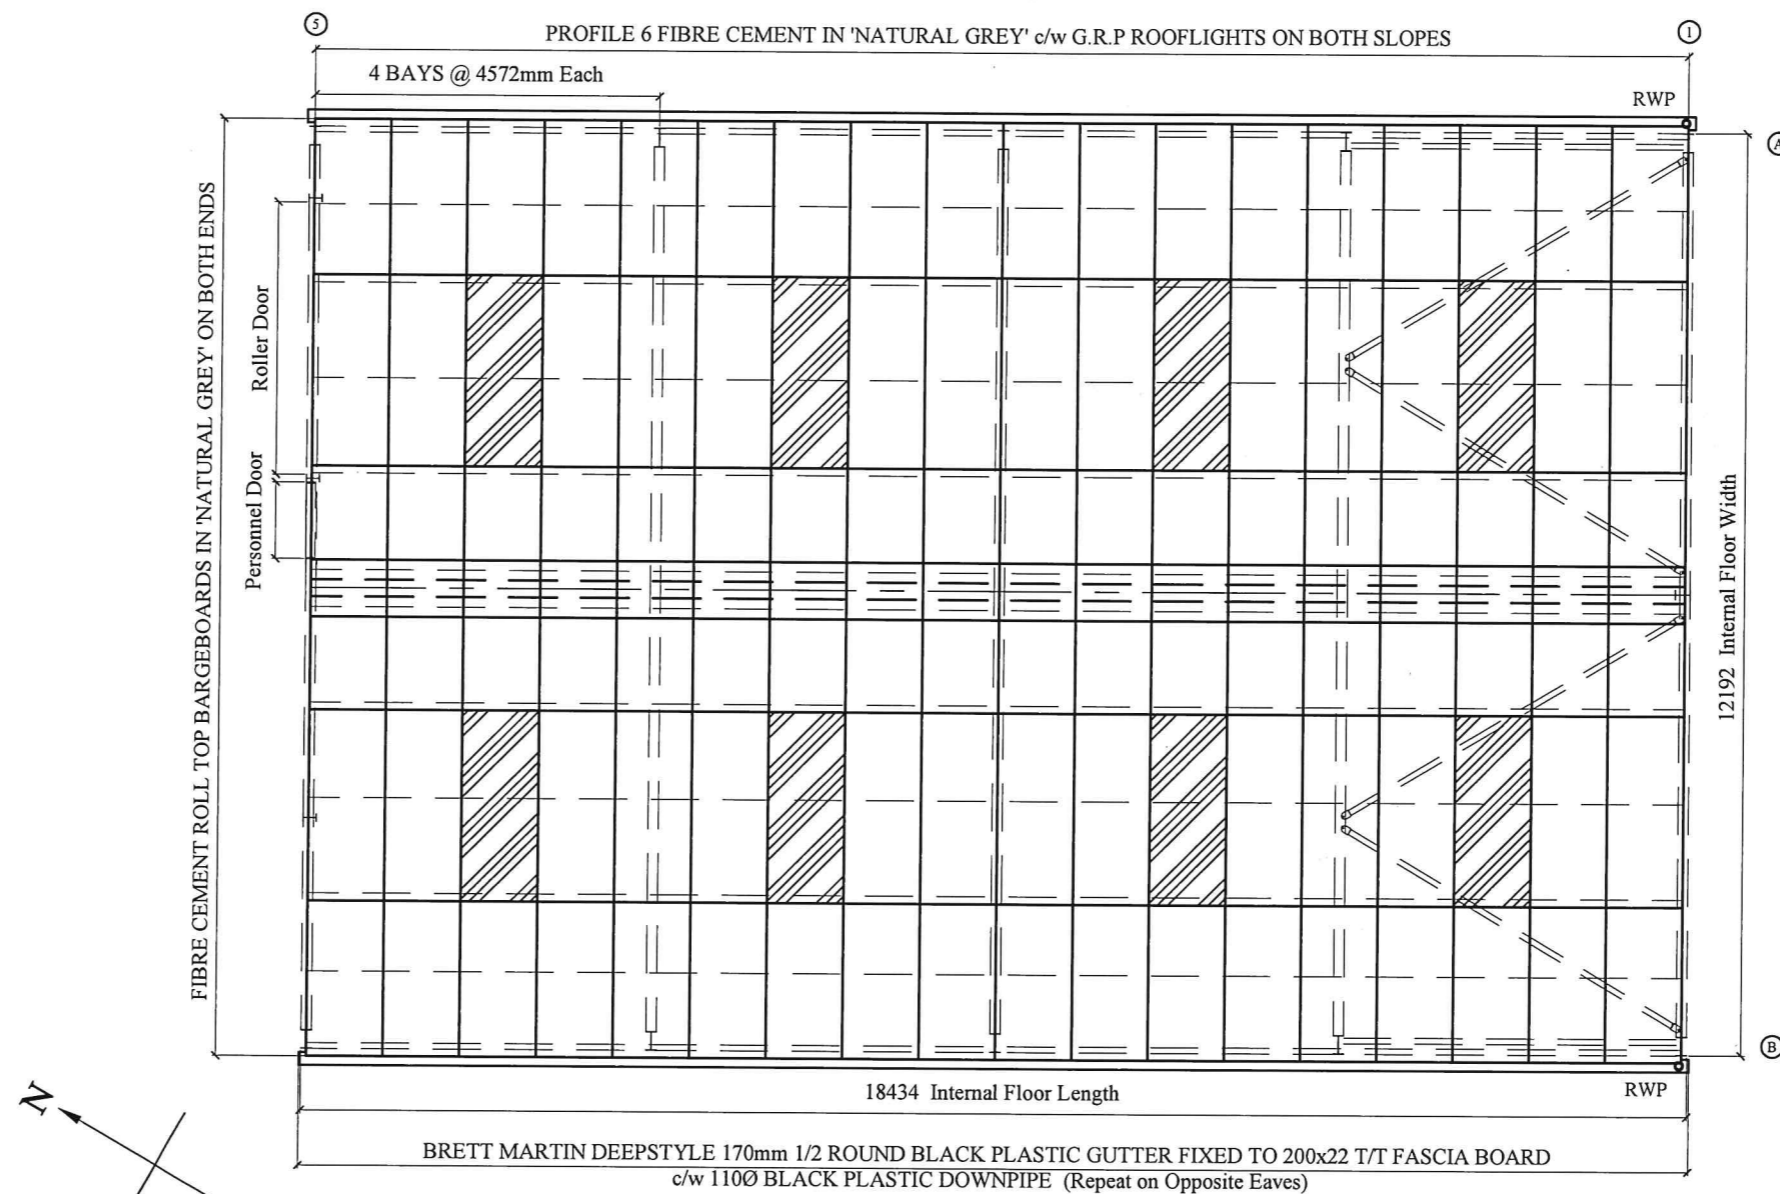 5
1
PROFILE 6 FIBRE CEMENT IN 'NATURAL GREY' c/w G.R.P ROOFLIGHTS ON BOTH SLOPES
4 BAYS @ 4572mm Each
RWP
A
FIBRE CEMENT ROLL TOP BARGEBOARDS IN 'NATURAL GREY' ON BOTH ENDS
Roller Door
Personnel Door
12192 Internal Floor Width
B
18434 Internal Floor Length
RWP
N
BRETT MARTIN DEEPSTYLE 170mm 1/2 ROUND BLACK PLASTIC GUTTER FIXED TO 200x22 T/T FASCIA BOARD
c/w 110Ø BLACK PLASTIC DOWNPIPE (Repeat on Opposite Eaves)